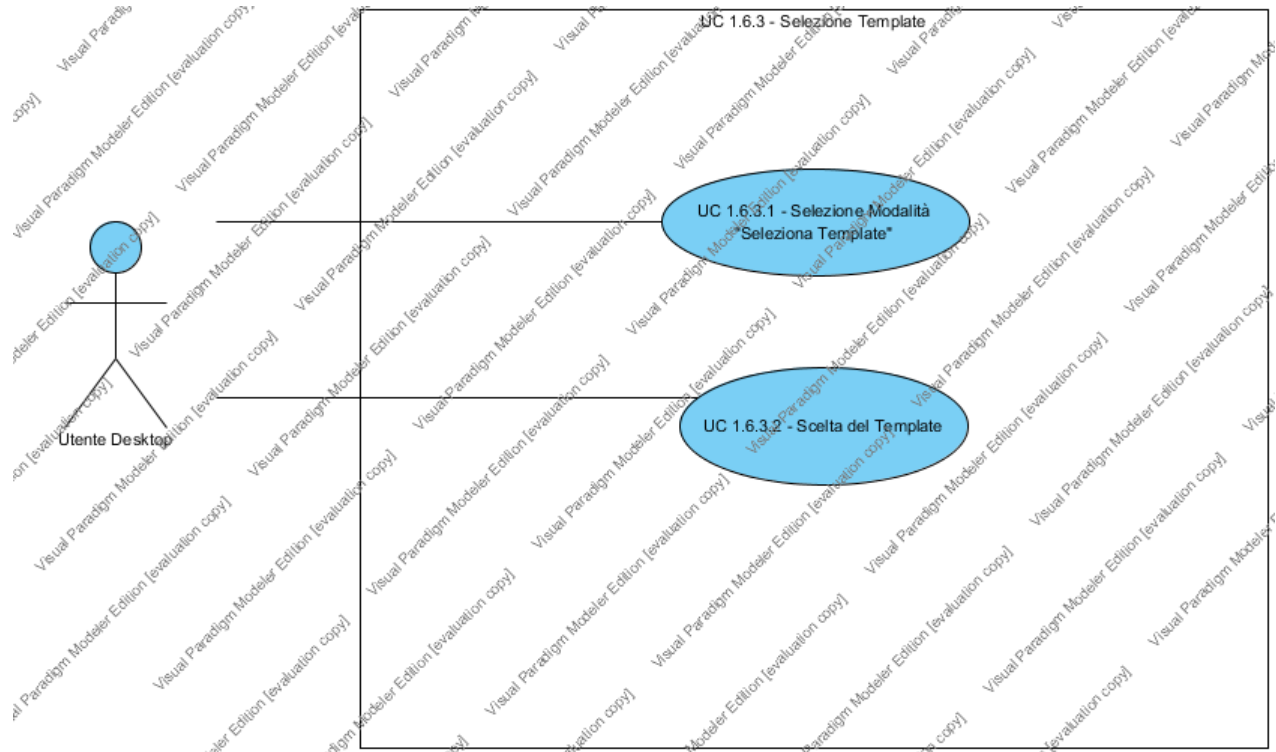 UC 1.6.3 - Selezione Template
UC 1.6.3.1 - Selezione Modalità
"Seleziona Template"
UC 1.6.3.2 - Scelta del Template
Utente Desktop
Visual Paradigm Modeler Edition [evaluation copy]